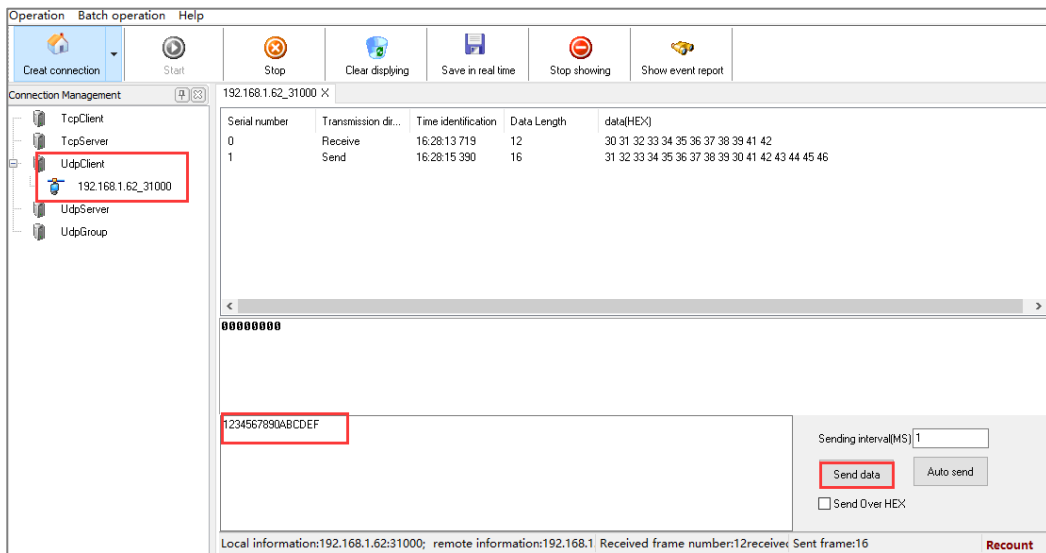 Operation Batch operation Help
Creat connection Start Stop Clear displying Save in real time Stop showing Show event report
Connection Management
192.168.1.62_31000 X
TcpClient
TcpServer
UdpClient
192.168.1.62_31000
UdpServer
UdpGroup
Serial number Transmission dir... Time identification Data Length data(HEX)
0 Receive 16:28:13 719 12 30 31 32 33 34 35 36 37 38 39 41 42
1 Send 16:28:15 390 16 31 32 33 34 35 36 37 38 39 30 41 42 43 44 45 46
00000000
1234567890ABCDEF
Sending interval(MS) 1
Send data Auto send
Send Over HEX
Local information:192.168.1.62:31000; remote information:192.168.1 Received frame number:12receivec Sent frame:16 Recount